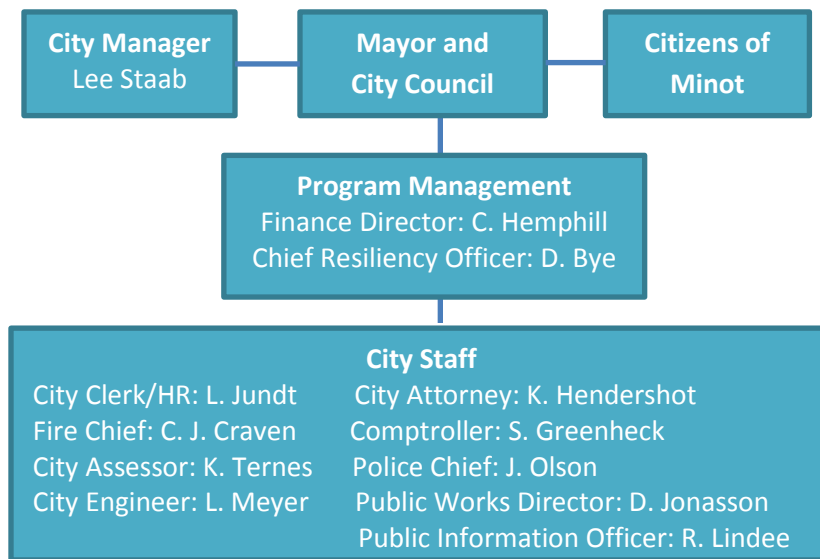 City Manager
Lee Staab
Mayor and
City Council
Citizens of
Minot
Program Management
Finance Director: C. Hemphill
Chief Resiliency Officer: D. Bye
City Staff
City Clerk/HR: L. Jundt City Attorney: K. Hendershot
Fire Chief: C. J. Craven Comptroller: S. Greenheck
City Assessor: K. Ternes Police Chief: J. Olson
City Engineer: L. Meyer Public Works Director: D. Jonasson
Public Information Officer: R. Lindee